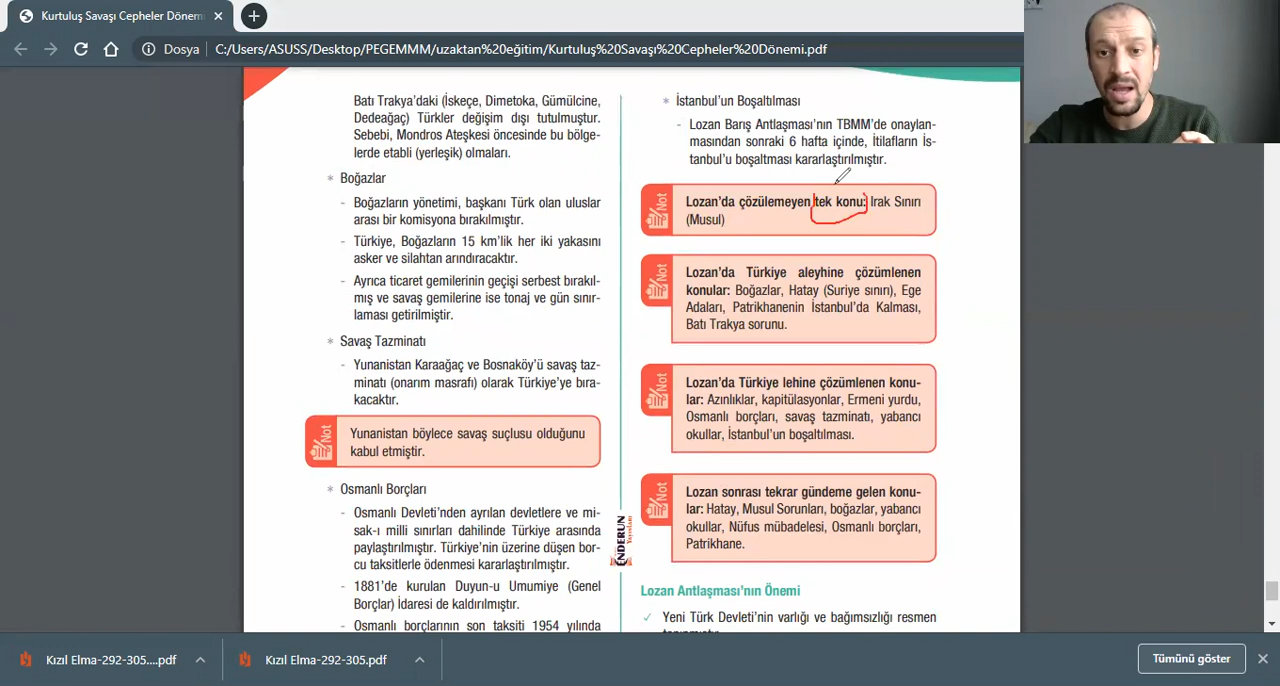 Kurtuluş Savaşı Cepheler Dönem
Dosya C:/Users/ASUSS/Desktop/PEGEMMM/uzaktan%20eğitim/Kurtuluş%20Savaşı%20Cepheler%20Dönemi.pdf
Batı Trakya'daki (İskeçe, Dimetoka, Gümülcine,
Dedeağaç) Türkler değişim dışı tutulmuştur.
Sebebi, Mondros Ateşkesi öncesinde bu bölge-
lerde etabli (yerleşik) olmaları.
* Boğazlar
- Boğazların yönetimi, başkanı Türk olan uluslar
arası bir komisyona bırakılmıştır.
- Türkiye, Boğazların 15 km'lik her iki yakasını
asker ve silahtan arındıracaktır.
- Ayrıca ticaret gemilerinin geçişi serbest bırakıl-
mış ve savaş gemilerine ise tonaj ve gün sınır-
laması getirilmiştir.
* Savaş Tazminatı
- Yunanistan Karaağaç ve Bosnaköy'ü savaş taz-
minatı (onarım masrafı) olarak Türkiye'ye bıra-
kacaktır.
Not
Yunanistan böylece savaş suçlusu olduğunu
kabul etmiştir.
* Osmanlı Borçları
- Osmanlı Devleti'nden ayrılan devletlere ve mi-
sak-ı milli sınırları dahilinde Türkiye arasında
paylaştırılmıştır. Türkiye'nin üzerine düşen bor-
cu taksitlerle ödenmesi kararlaştırılmıştır.
- 1881'de kurulan Duyun-u Umumiye (Genel
Borçlar) İdaresi de kaldırılmıştır.
- Osmanlı borçlarının son taksiti 1954 yılında
ENDERUN
Yayınları
* İstanbul'un Boşaltılması
- Lozan Barış Antlaşması'nın TBMM'de onaylan-
masından sonraki 6 hafta içinde, İtilafların İs-
tanbul'u boşaltması kararlaştırılmıştır.
Not
Lozan'da çözülemeyen tek konu: Irak Sınırı
(Musul)
Not
Lozan'da Türkiye aleyhine çözümlenen
konular: Boğazlar, Hatay (Suriye sınırı), Ege
Adaları, Patrikhanenin İstanbul'da Kalması,
Batı Trakya sorunu.
Not
Lozan'da Türkiye lehine çözümlenen konu-
lar: Azınlıklar, kapitülasyonlar, Ermeni yurdu,
Osmanlı borçları, savaş tazminatı, yabancı
okullar, İstanbul'un boşaltılması.
Not
Lozan sonrası tekrar gündeme gelen konu-
lar: Hatay, Musul Sorunları, boğazlar, yabancı
okullar, Nüfus mübadelesi, Osmanlı borçları,
Patrikhane.
Lozan Antlaşması'nın Önemi
✓ Yeni Türk Devleti'nin varlığı ve bağımsızlığı resmen
Kızıl Elma-292-305....pdf
Kızıl Elma-292-305.pdf
Tümünü göster